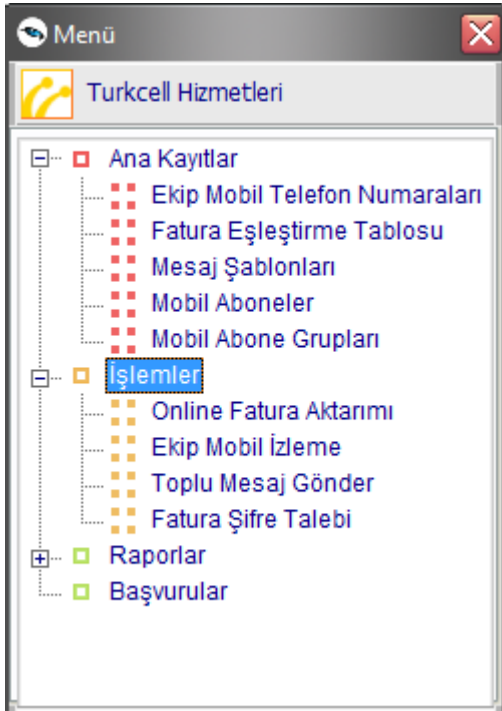 Menü
Turkcell Hizmetleri
Ana Kayıtlar
Ekip Mobil Telefon Numaraları
Fatura Eşleştirme Tablosu
Mesaj Şablonları
Mobil Aboneler
Mobil Abone Grupları
İşlemler
Online Fatura Aktarımı
Ekip Mobil İzleme
Toplu Mesaj Gönder
Fatura Şifre Talebi
Raporlar
Başvurular